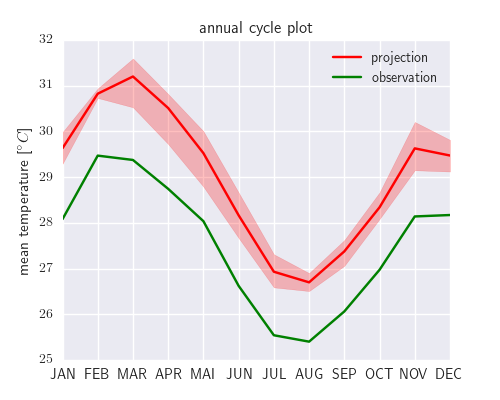 annual cycle plot
32
31
30
29
28
27
26
25
mean temperature [°C]
projection
observation
JAN FEB MAR APR MAI JUN JUL AUG SEP OCT NOV DEC